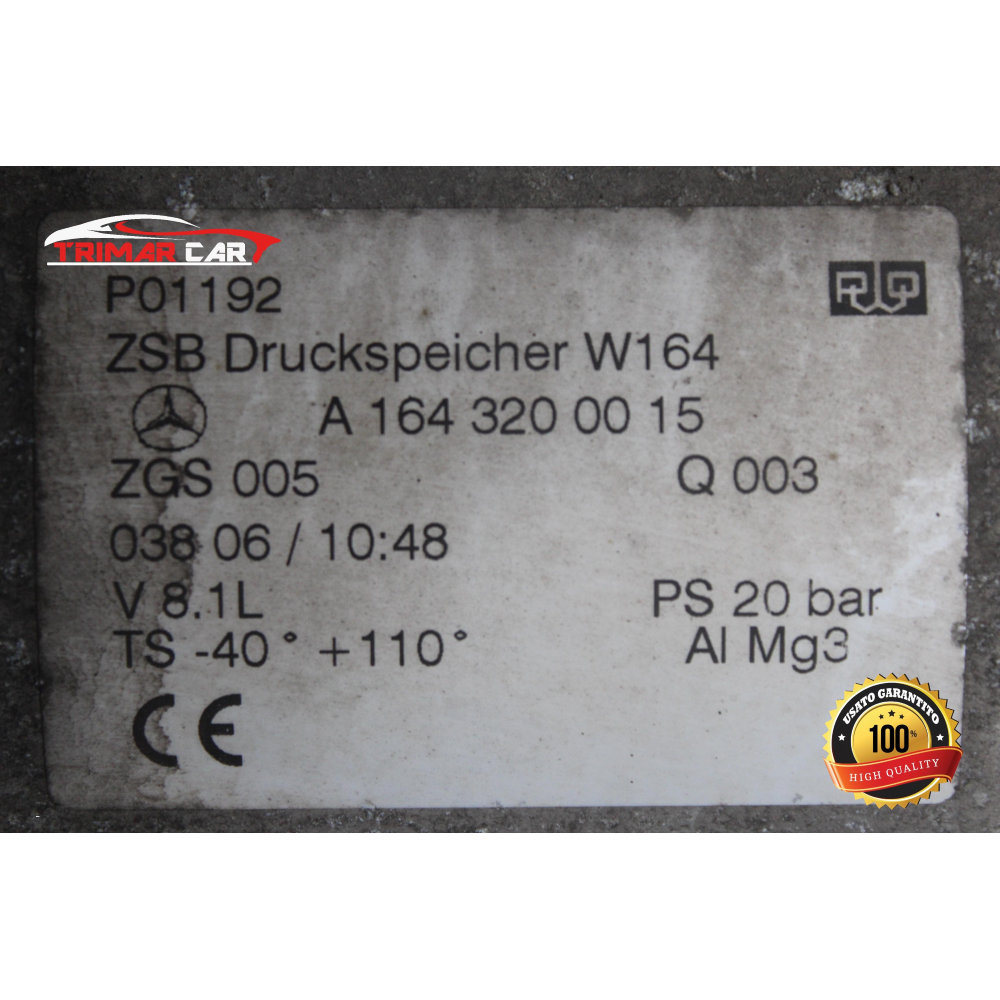 TRIMAR CAR
P01192
ZSB Druckspeicher W164
A 164 320 00 15
ZGS 005 Q 003
038 06 / 10:48
V 8.1L PS 20 bar
TS -40° +110° Al Mg3
CE
USATO GARANTITO
100%
HIGH QUALITY